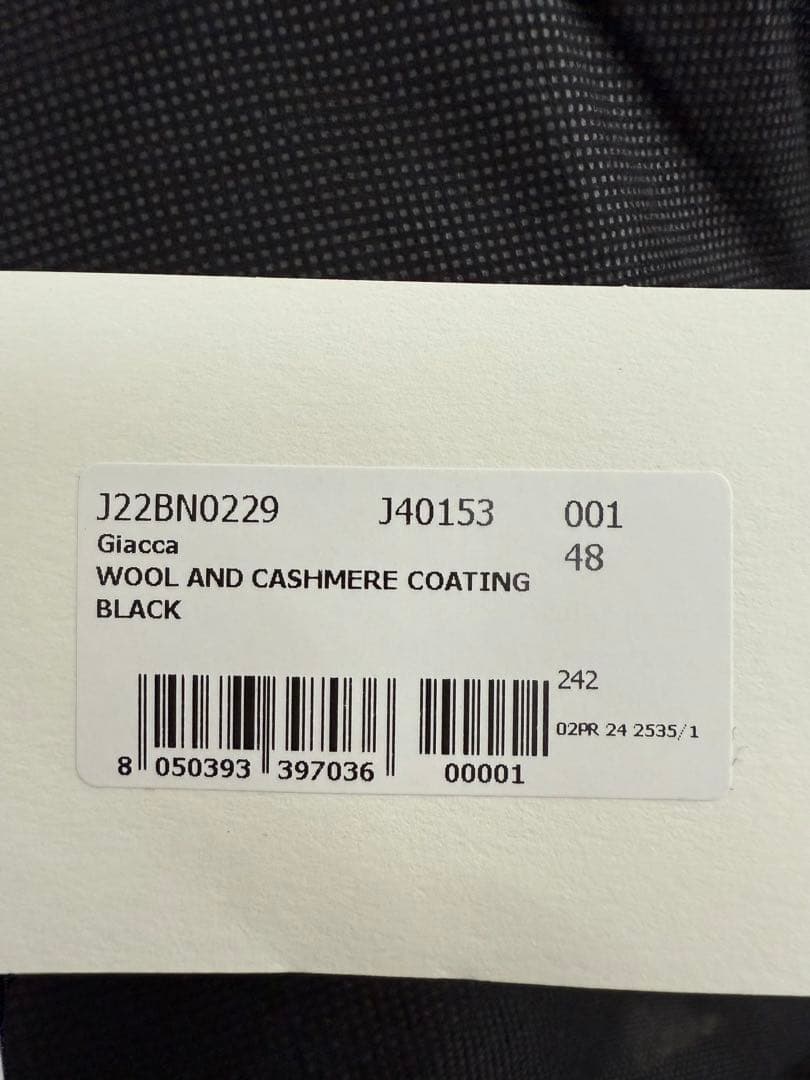 J22BN0229 J40153 001
Giacca 48
WOOL AND CASHMERE COATING
BLACK
242
02PR 24 2535/1
8 050393 397036 00001